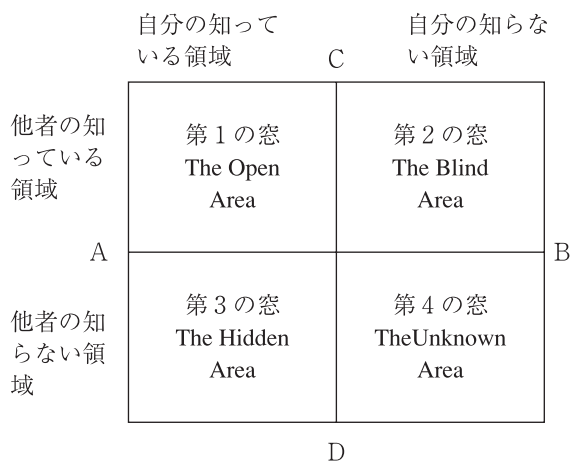 自分の知って
いる領域
自分の知らな
い領域
C
他者の知
っている
領域
第１の窓
The Open
Area
第２の窓
The Blind
Area
A
B
他者の知
らない領
域
第３の窓
The Hidden
Area
第４の窓
TheUnknown
Area
D